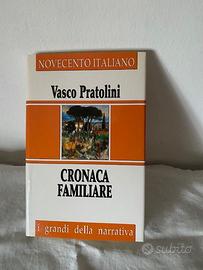 NOVECENTO ITALIANO
Vasco Pratolini
CRONACA
FAMILIARE
i grandi della narrativa
subito